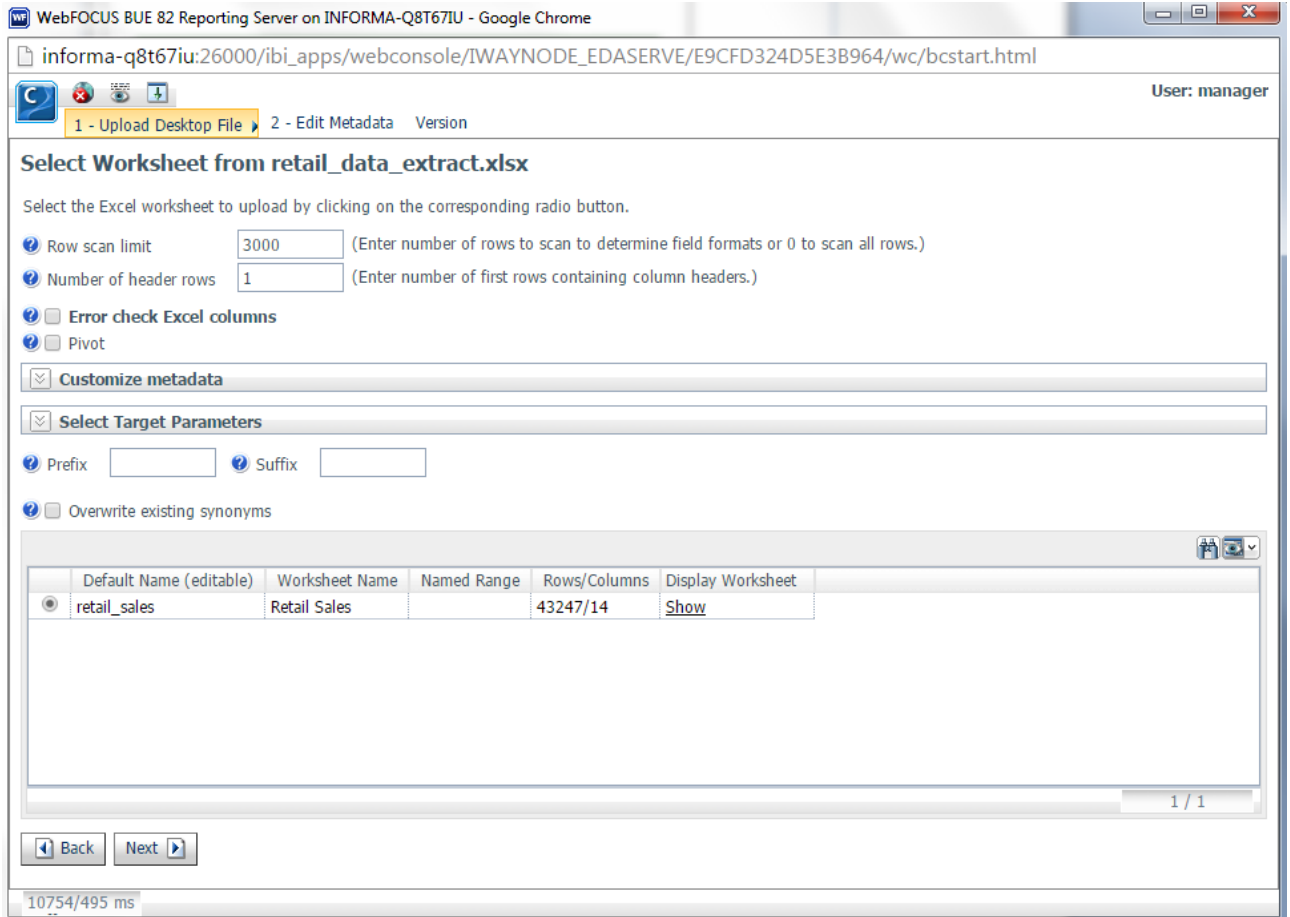 WF WebFOCUS BUE 82 Reporting Server on INFORMA-Q8T67IU - Google Chrome
informa-q8t67iu:26000/ibi_apps/webconsole/IWAYNODE_EDASERVE/E9CFD324D5E3B964/wc/bcstart.html
User: manager
1 - Upload Desktop File 2 - Edit Metadata Version
Select Worksheet from retail_data_extract.xlsx
Select the Excel worksheet to upload by clicking on the corresponding radio button.
Row scan limit 3000 (Enter number of rows to scan to determine field formats or 0 to scan all rows.)
Number of header rows 1 (Enter number of first rows containing column headers.)
Error check Excel columns
Pivot
Customize metadata
Select Target Parameters
Prefix Suffix
Overwrite existing synonyms
Default Name (editable) Worksheet Name Named Range Rows/Columns Display Worksheet
retail_sales Retail Sales 43247/14 Show
1 / 1
Back Next
10754/495 ms